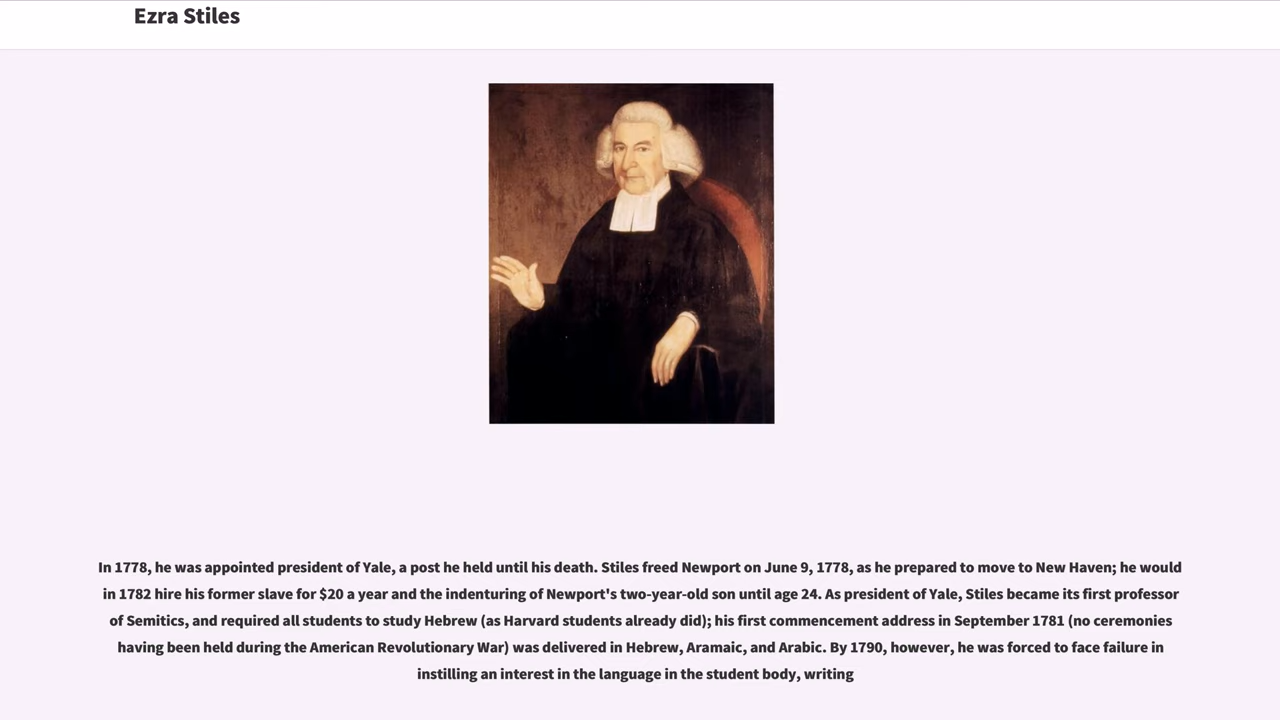 Ezra Stiles
In 1778, he was appointed president of Yale, a post he held until his death. Stiles freed Newport on June 9, 1778, as he prepared to move to New Haven; he would
in 1782 hire his former slave for $20 a year and the indenturing of Newport's two-year-old son until age 24. As president of Yale, Stiles became its first professor
of Semitics, and required all students to study Hebrew (as Harvard students already did); his first commencement address in September 1781 (no ceremonies
having been held during the American Revolutionary War) was delivered in Hebrew, Aramaic, and Arabic. By 1790, however, he was forced to face failure in
instilling an interest in the language in the student body, writing